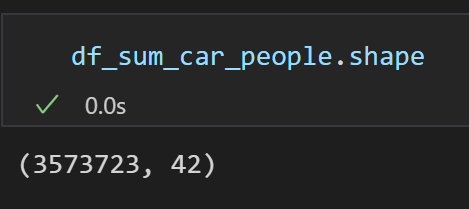 df_sum_car_people.shape
0.0s
(3573723, 42)